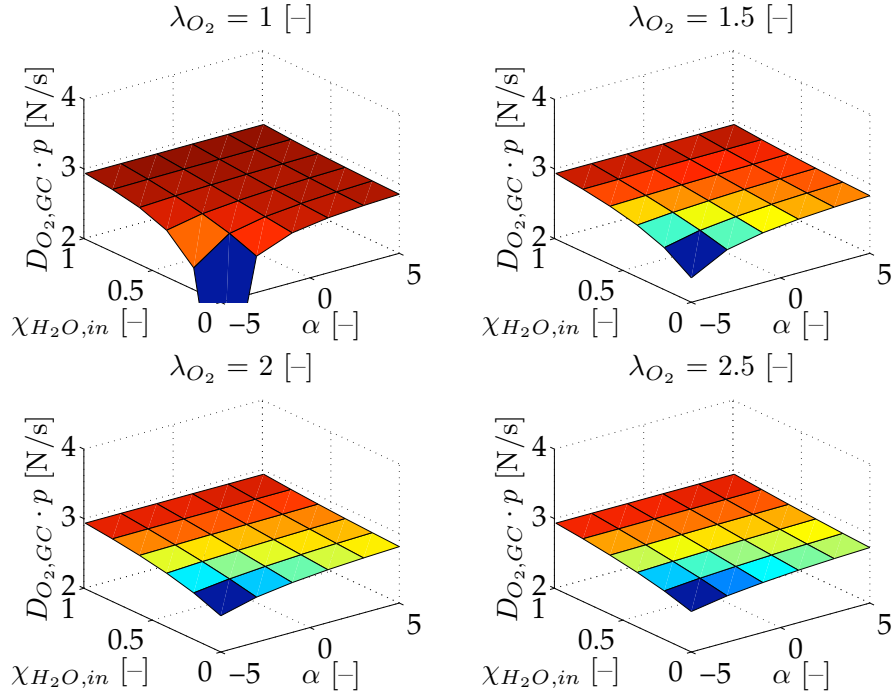 λ_{O_2} = 1 [–]
D_{O_2,GC} · p [N/s]
4
3
2
1
0.5
0
χ_{H_2O,in} [–]
−5
0
5
α [–]
λ_{O_2} = 1.5 [–]
D_{O_2,GC} · p [N/s]
4
3
2
1
0.5
0
χ_{H_2O,in} [–]
−5
0
5
α [–]
λ_{O_2} = 2 [–]
D_{O_2,GC} · p [N/s]
4
3
2
1
0.5
0
χ_{H_2O,in} [–]
−5
0
5
α [–]
λ_{O_2} = 2.5 [–]
D_{O_2,GC} · p [N/s]
4
3
2
1
0.5
0
χ_{H_2O,in} [–]
−5
0
5
α [–]